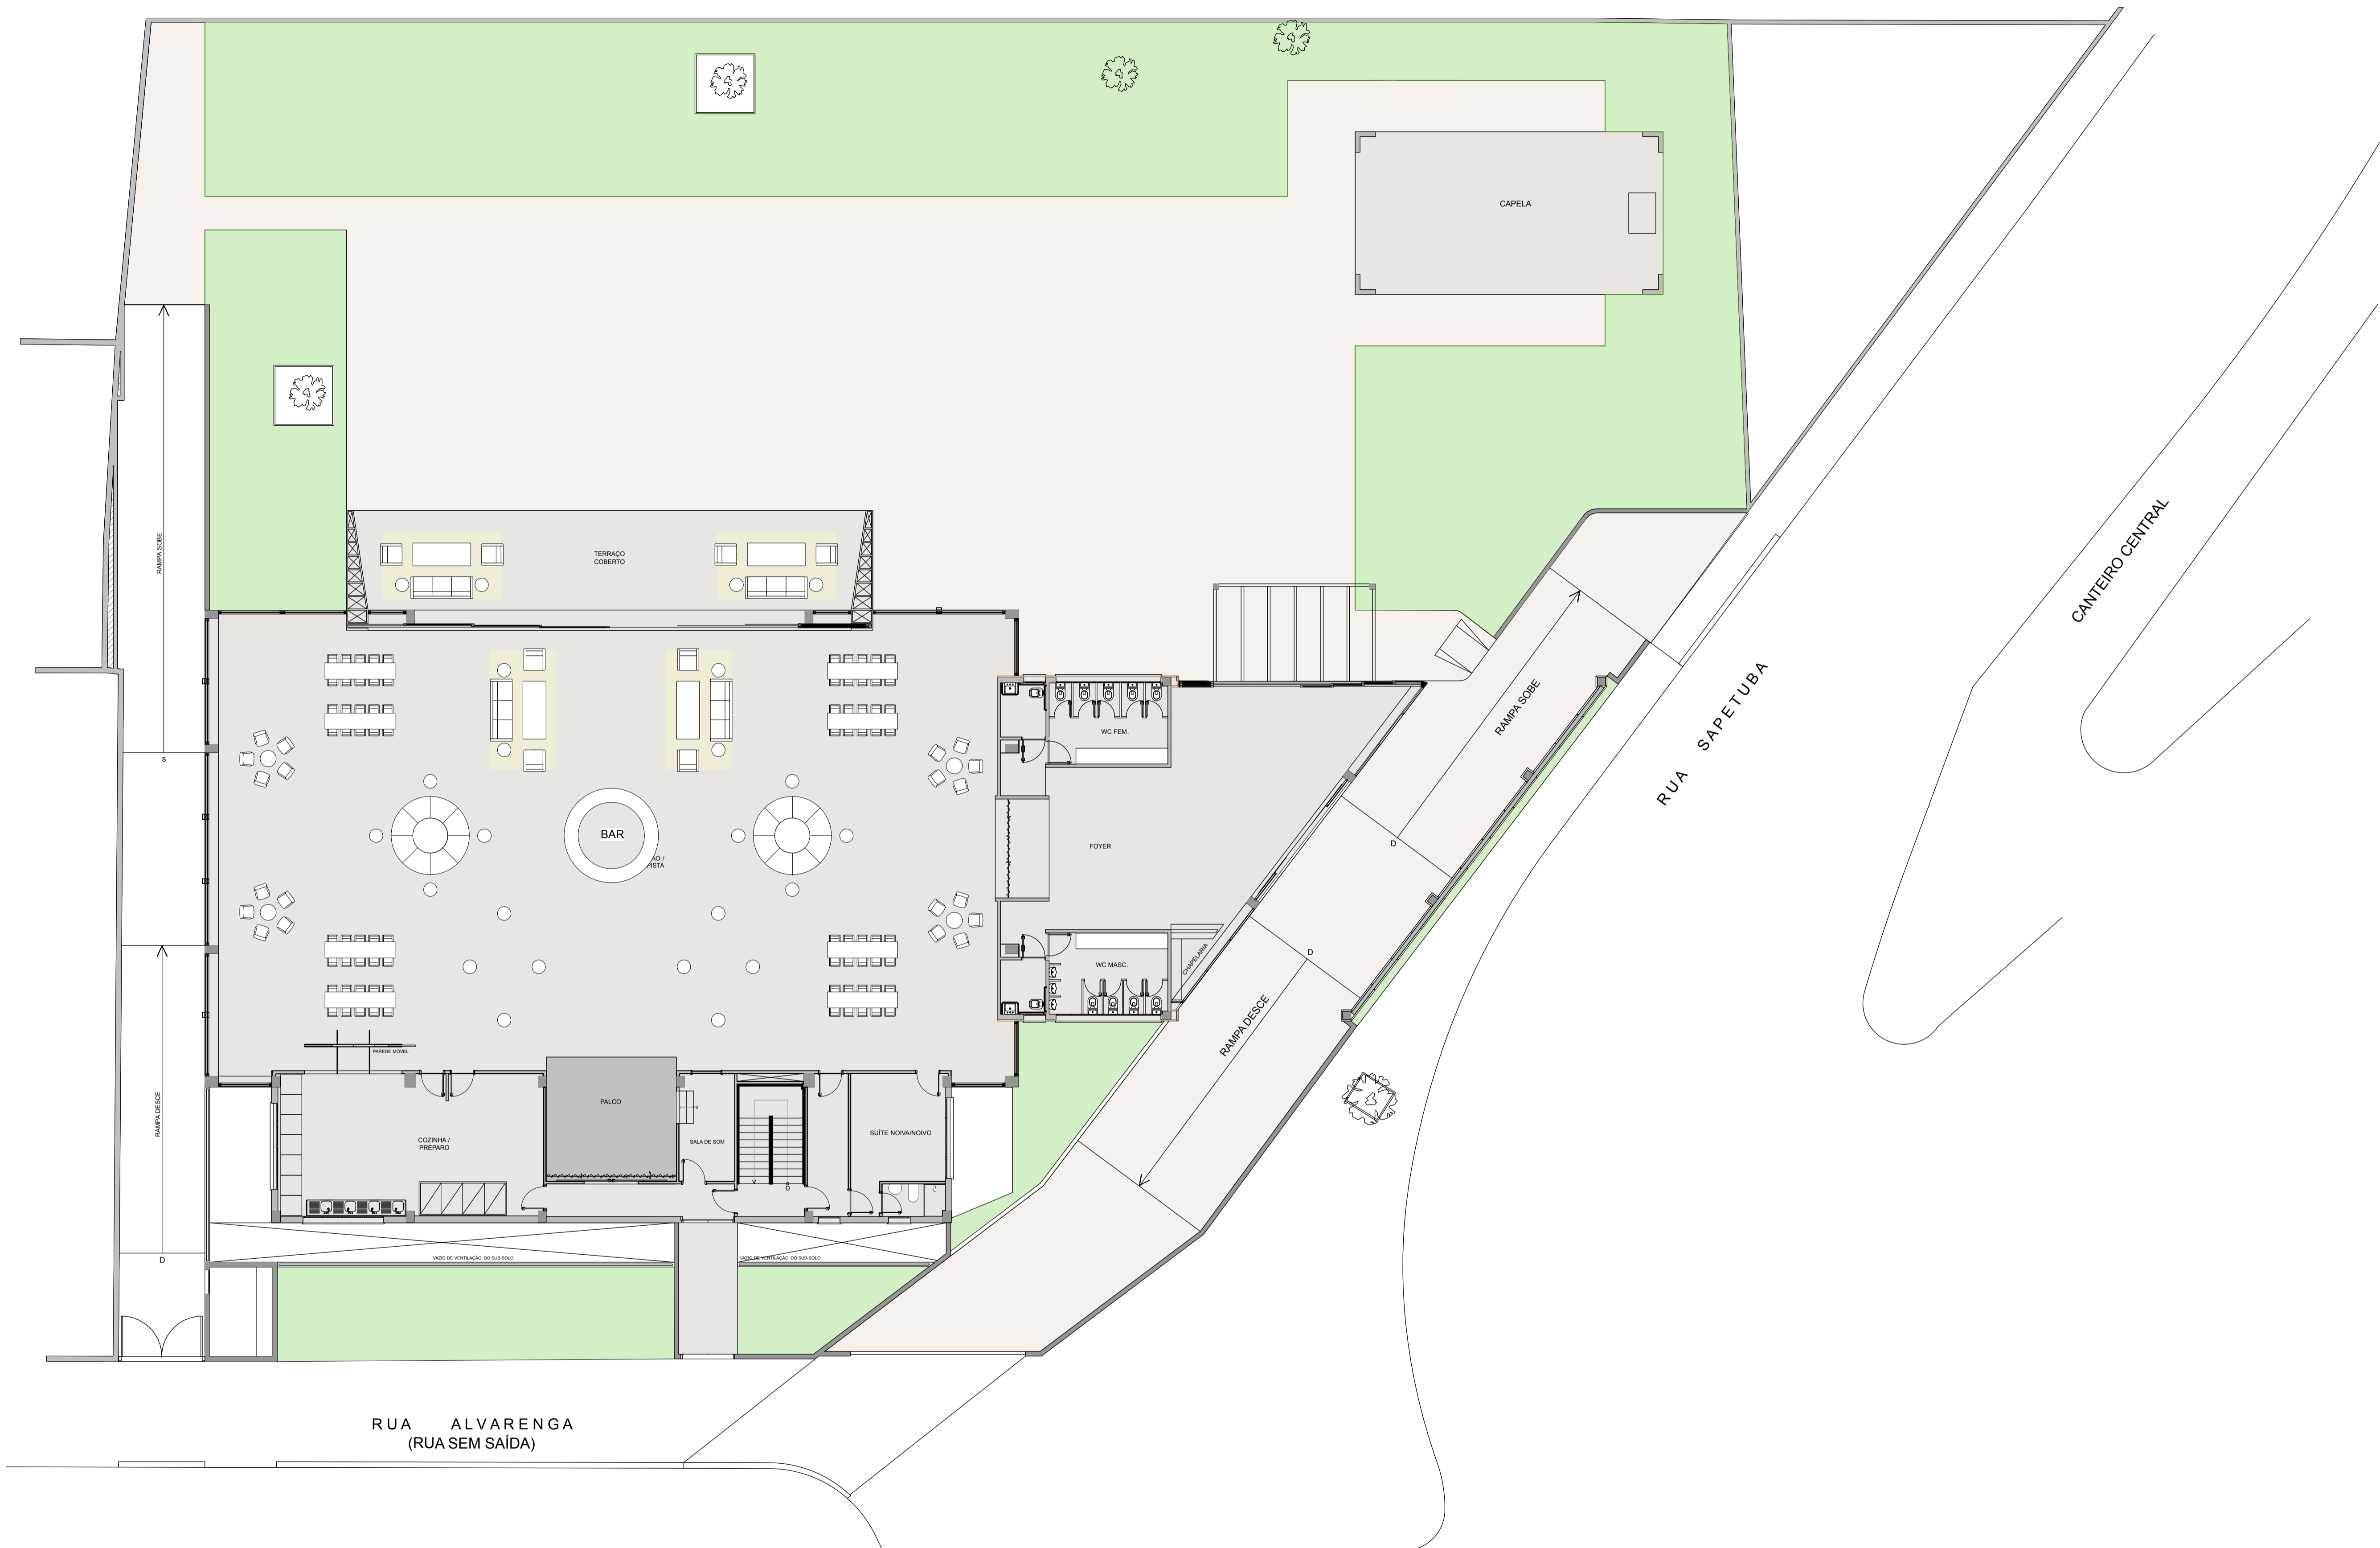 CAPELA
CANTEIRO CENTRAL
TERRAÇO
COBERTO
RAMPA SOBE
RAMPA SOBE
RUA SAPETUBA
WC FEM.
S
BAR
ÃO /
PISTA
FOYER
D
D
CHAPELARIA
WC MASC.
RAMPA DESCE
PAREDE MÓVEL
RAMPA DESCE
PALCO
S
COZINHA /
PREPARO
SALA DE SOM
SUÍTE NOIVA/NOIVO
D
VAZIO DE VENTILAÇÃO DO SUB-SOLO
VAZIO DE VENTILAÇÃO DO SUB-SOLO
D
RUA ALVARENGA
(RUA SEM SAÍDA)